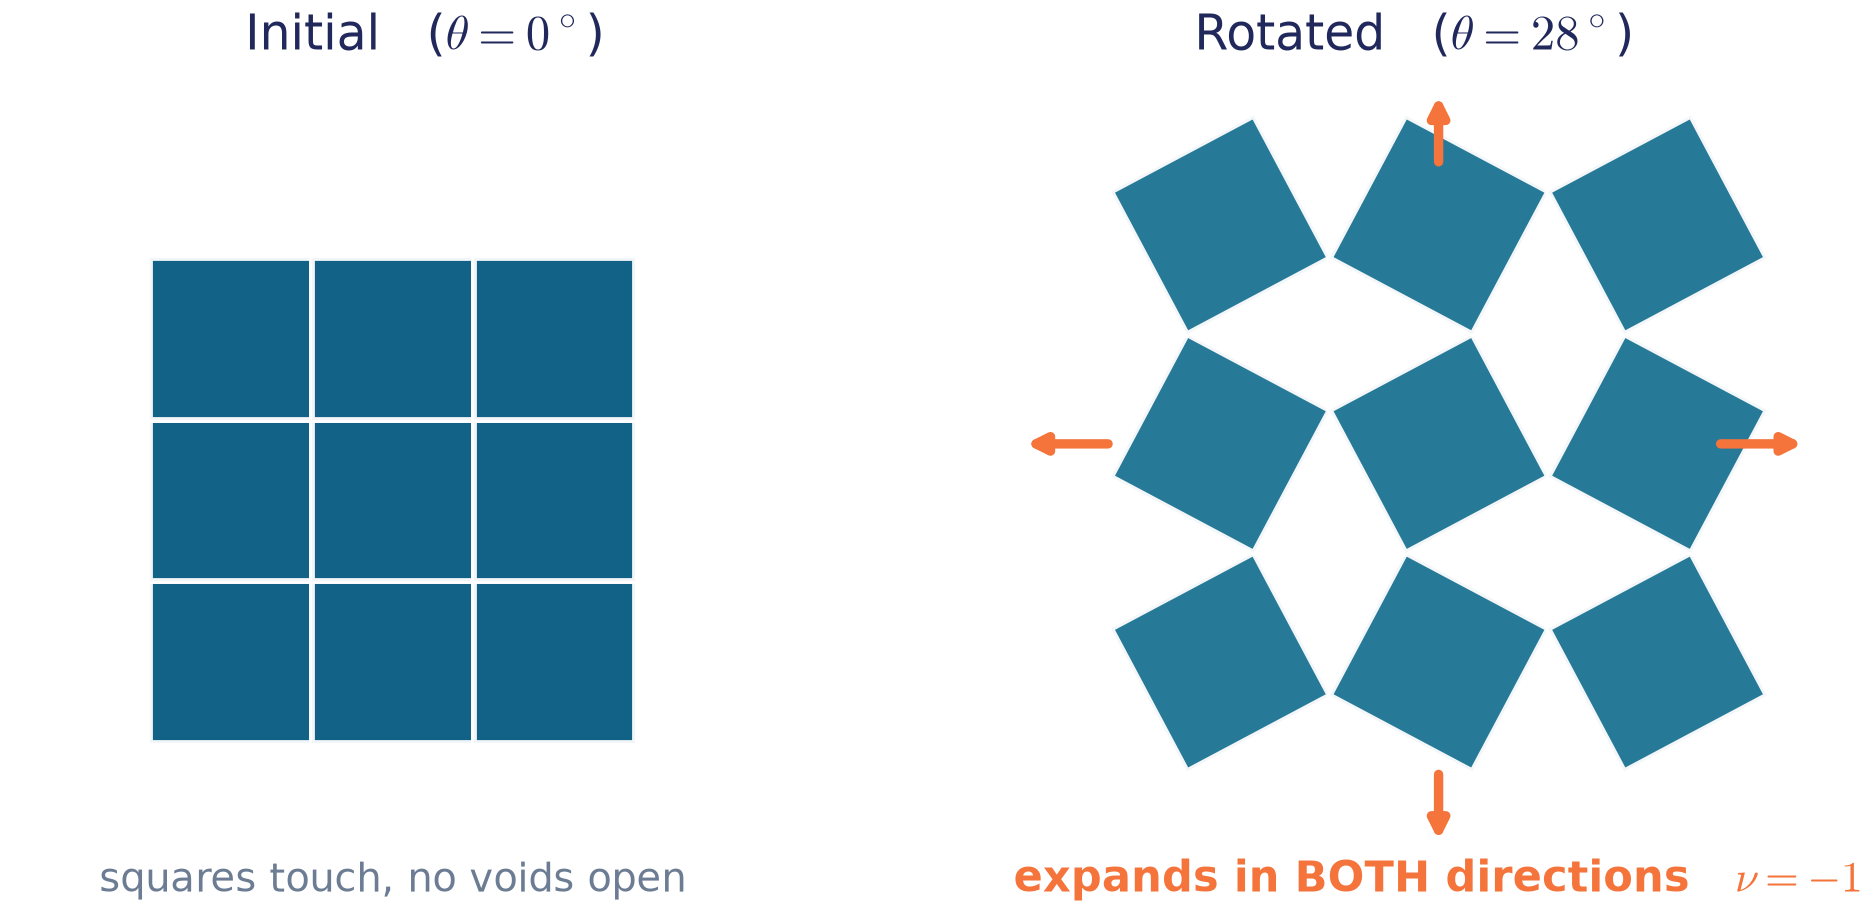 Initial (θ = 0°)
Rotated (θ = 28°)
squares touch, no voids open
expands in BOTH directions ν = −1